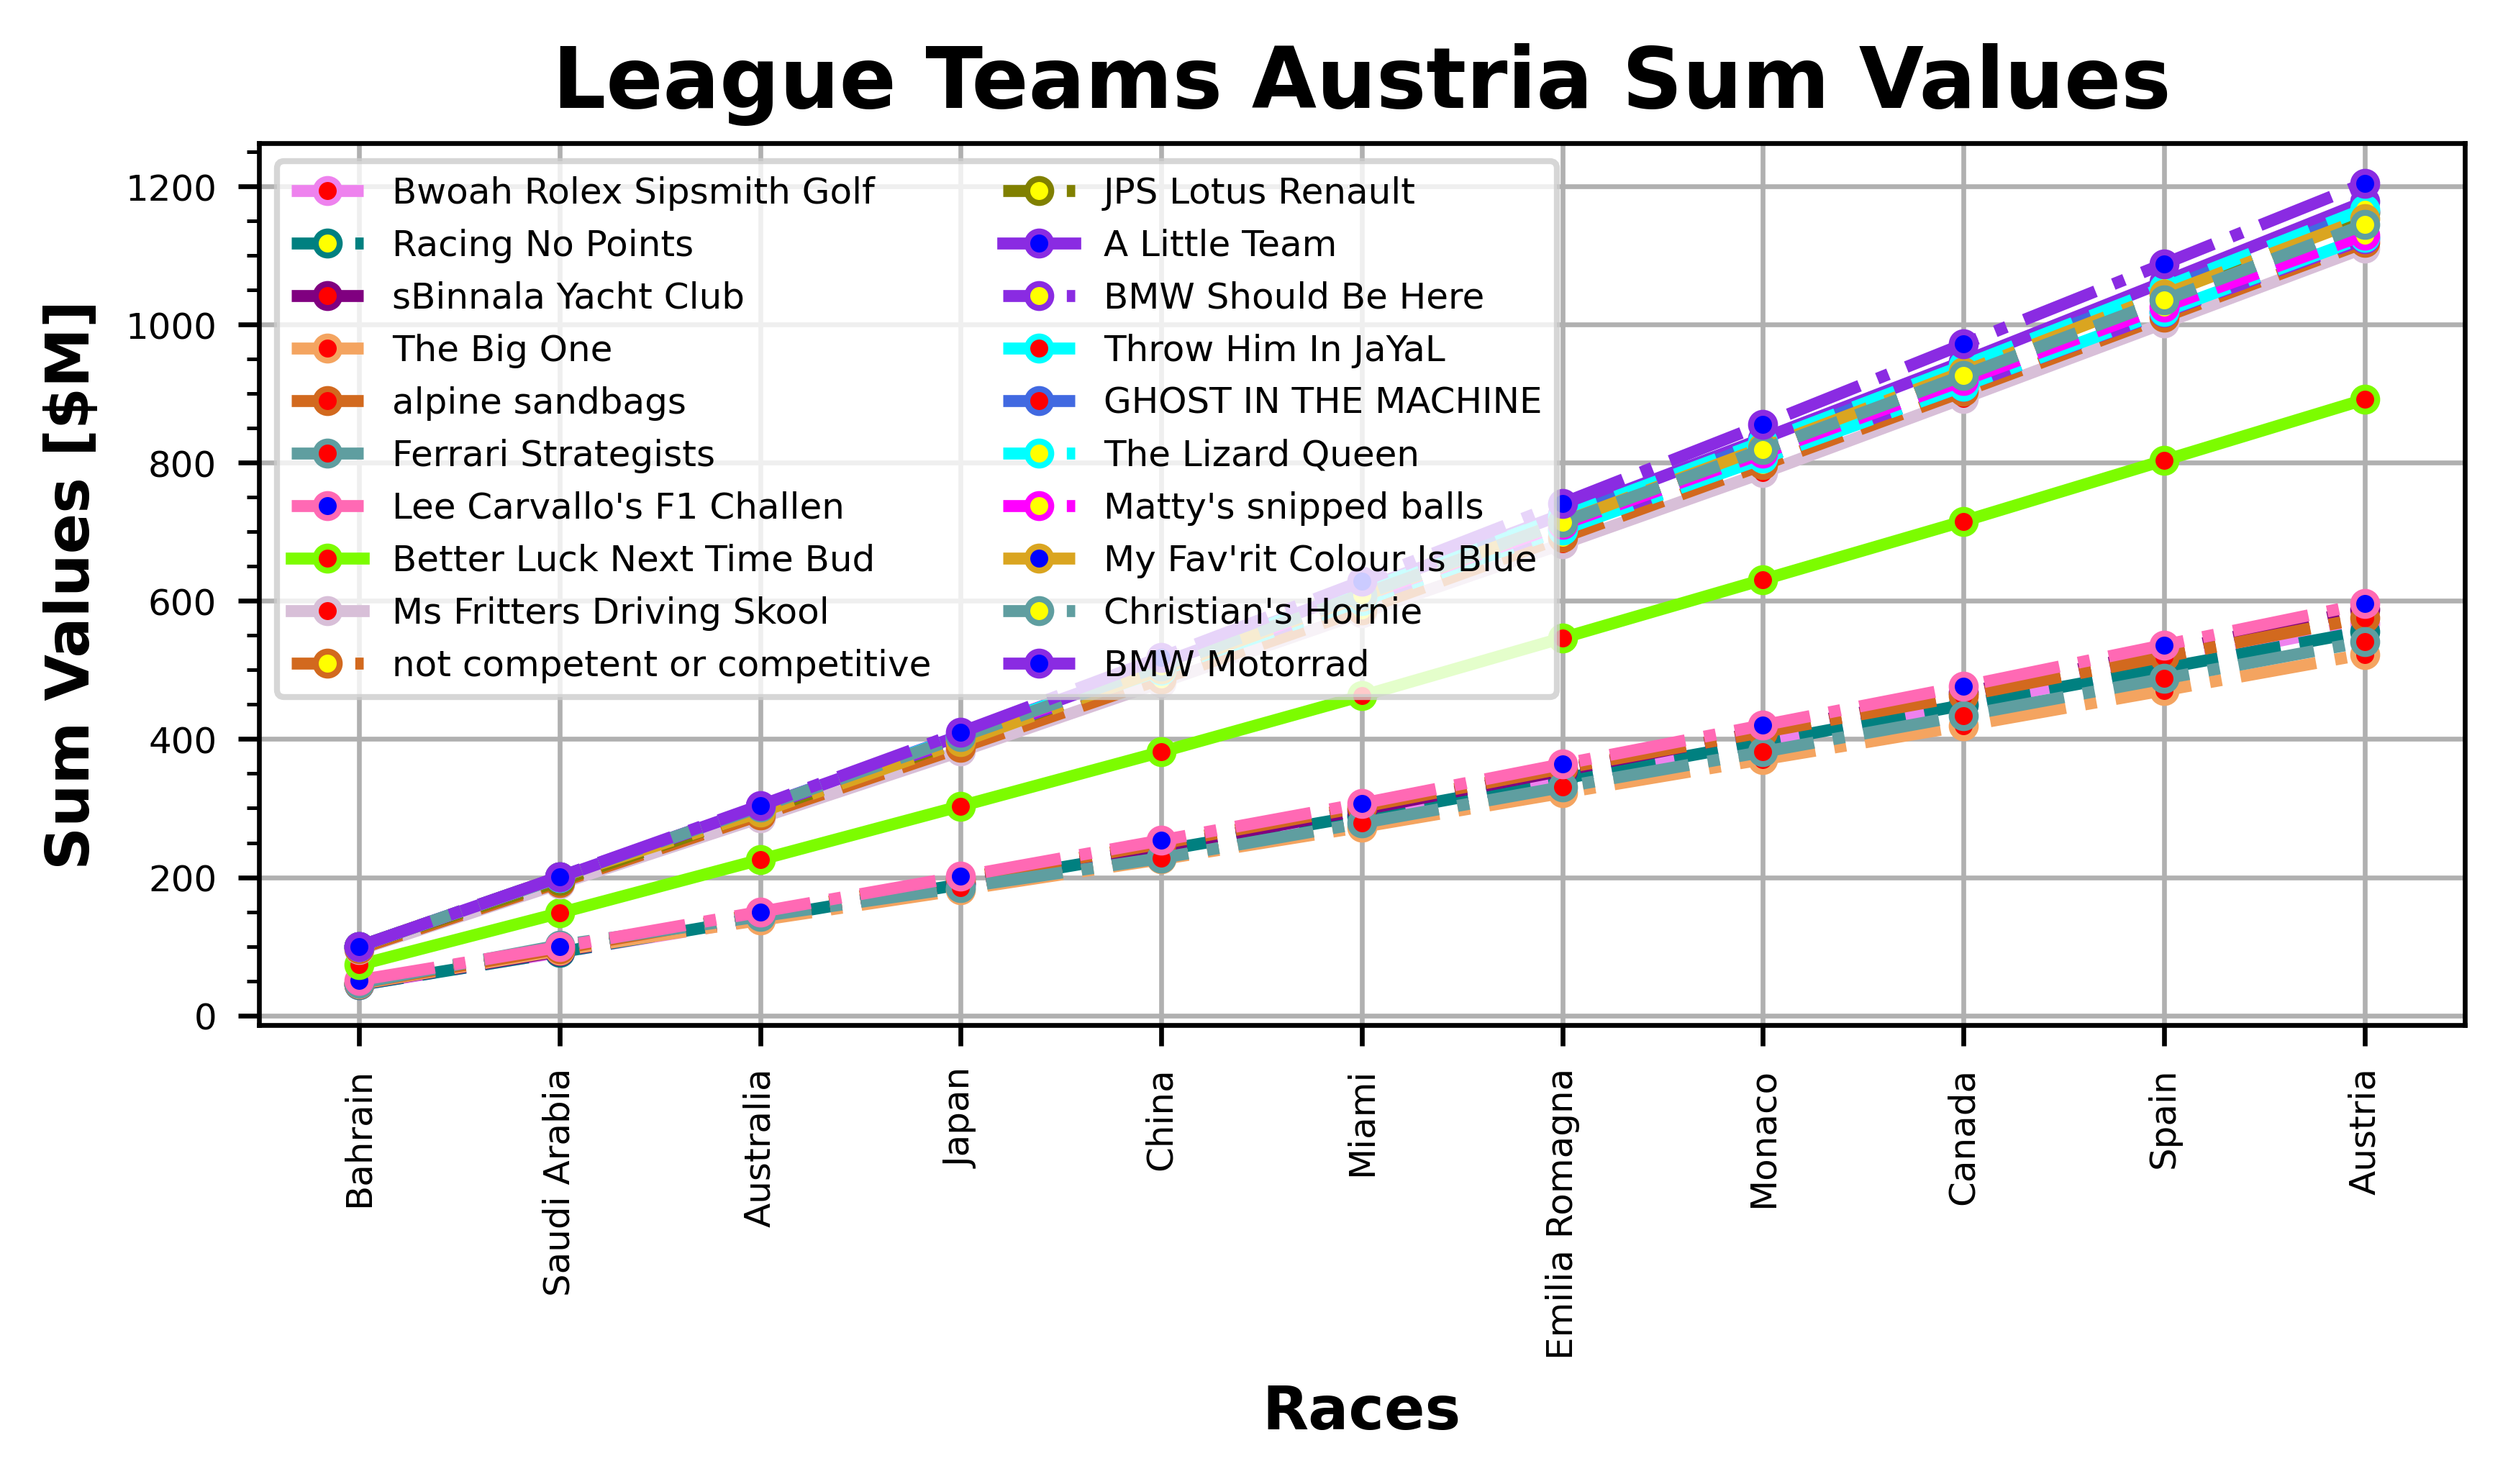 League Teams Austria Sum Values
Sum Values [$M]
1200
1000
800
600
400
200
0
Bwoah Rolex Sipsmith Golf
Racing No Points
sBinnala Yacht Club
The Big One
alpine sandbags
Ferrari Strategists
Lee Carvallo's F1 Challen
Better Luck Next Time Bud
Ms Fritters Driving Skool
not competent or competitive
JPS Lotus Renault
A Little Team
BMW Should Be Here
Throw Him In JaYaL
GHOST IN THE MACHINE
The Lizard Queen
Matty's snipped balls
My Fav'rit Colour Is Blue
Christian's Hornie
BMW Motorrad
Bahrain
Saudi Arabia
Australia
Japan
China
Miami
Emilia Romagna
Monaco
Canada
Spain
Austria
Races